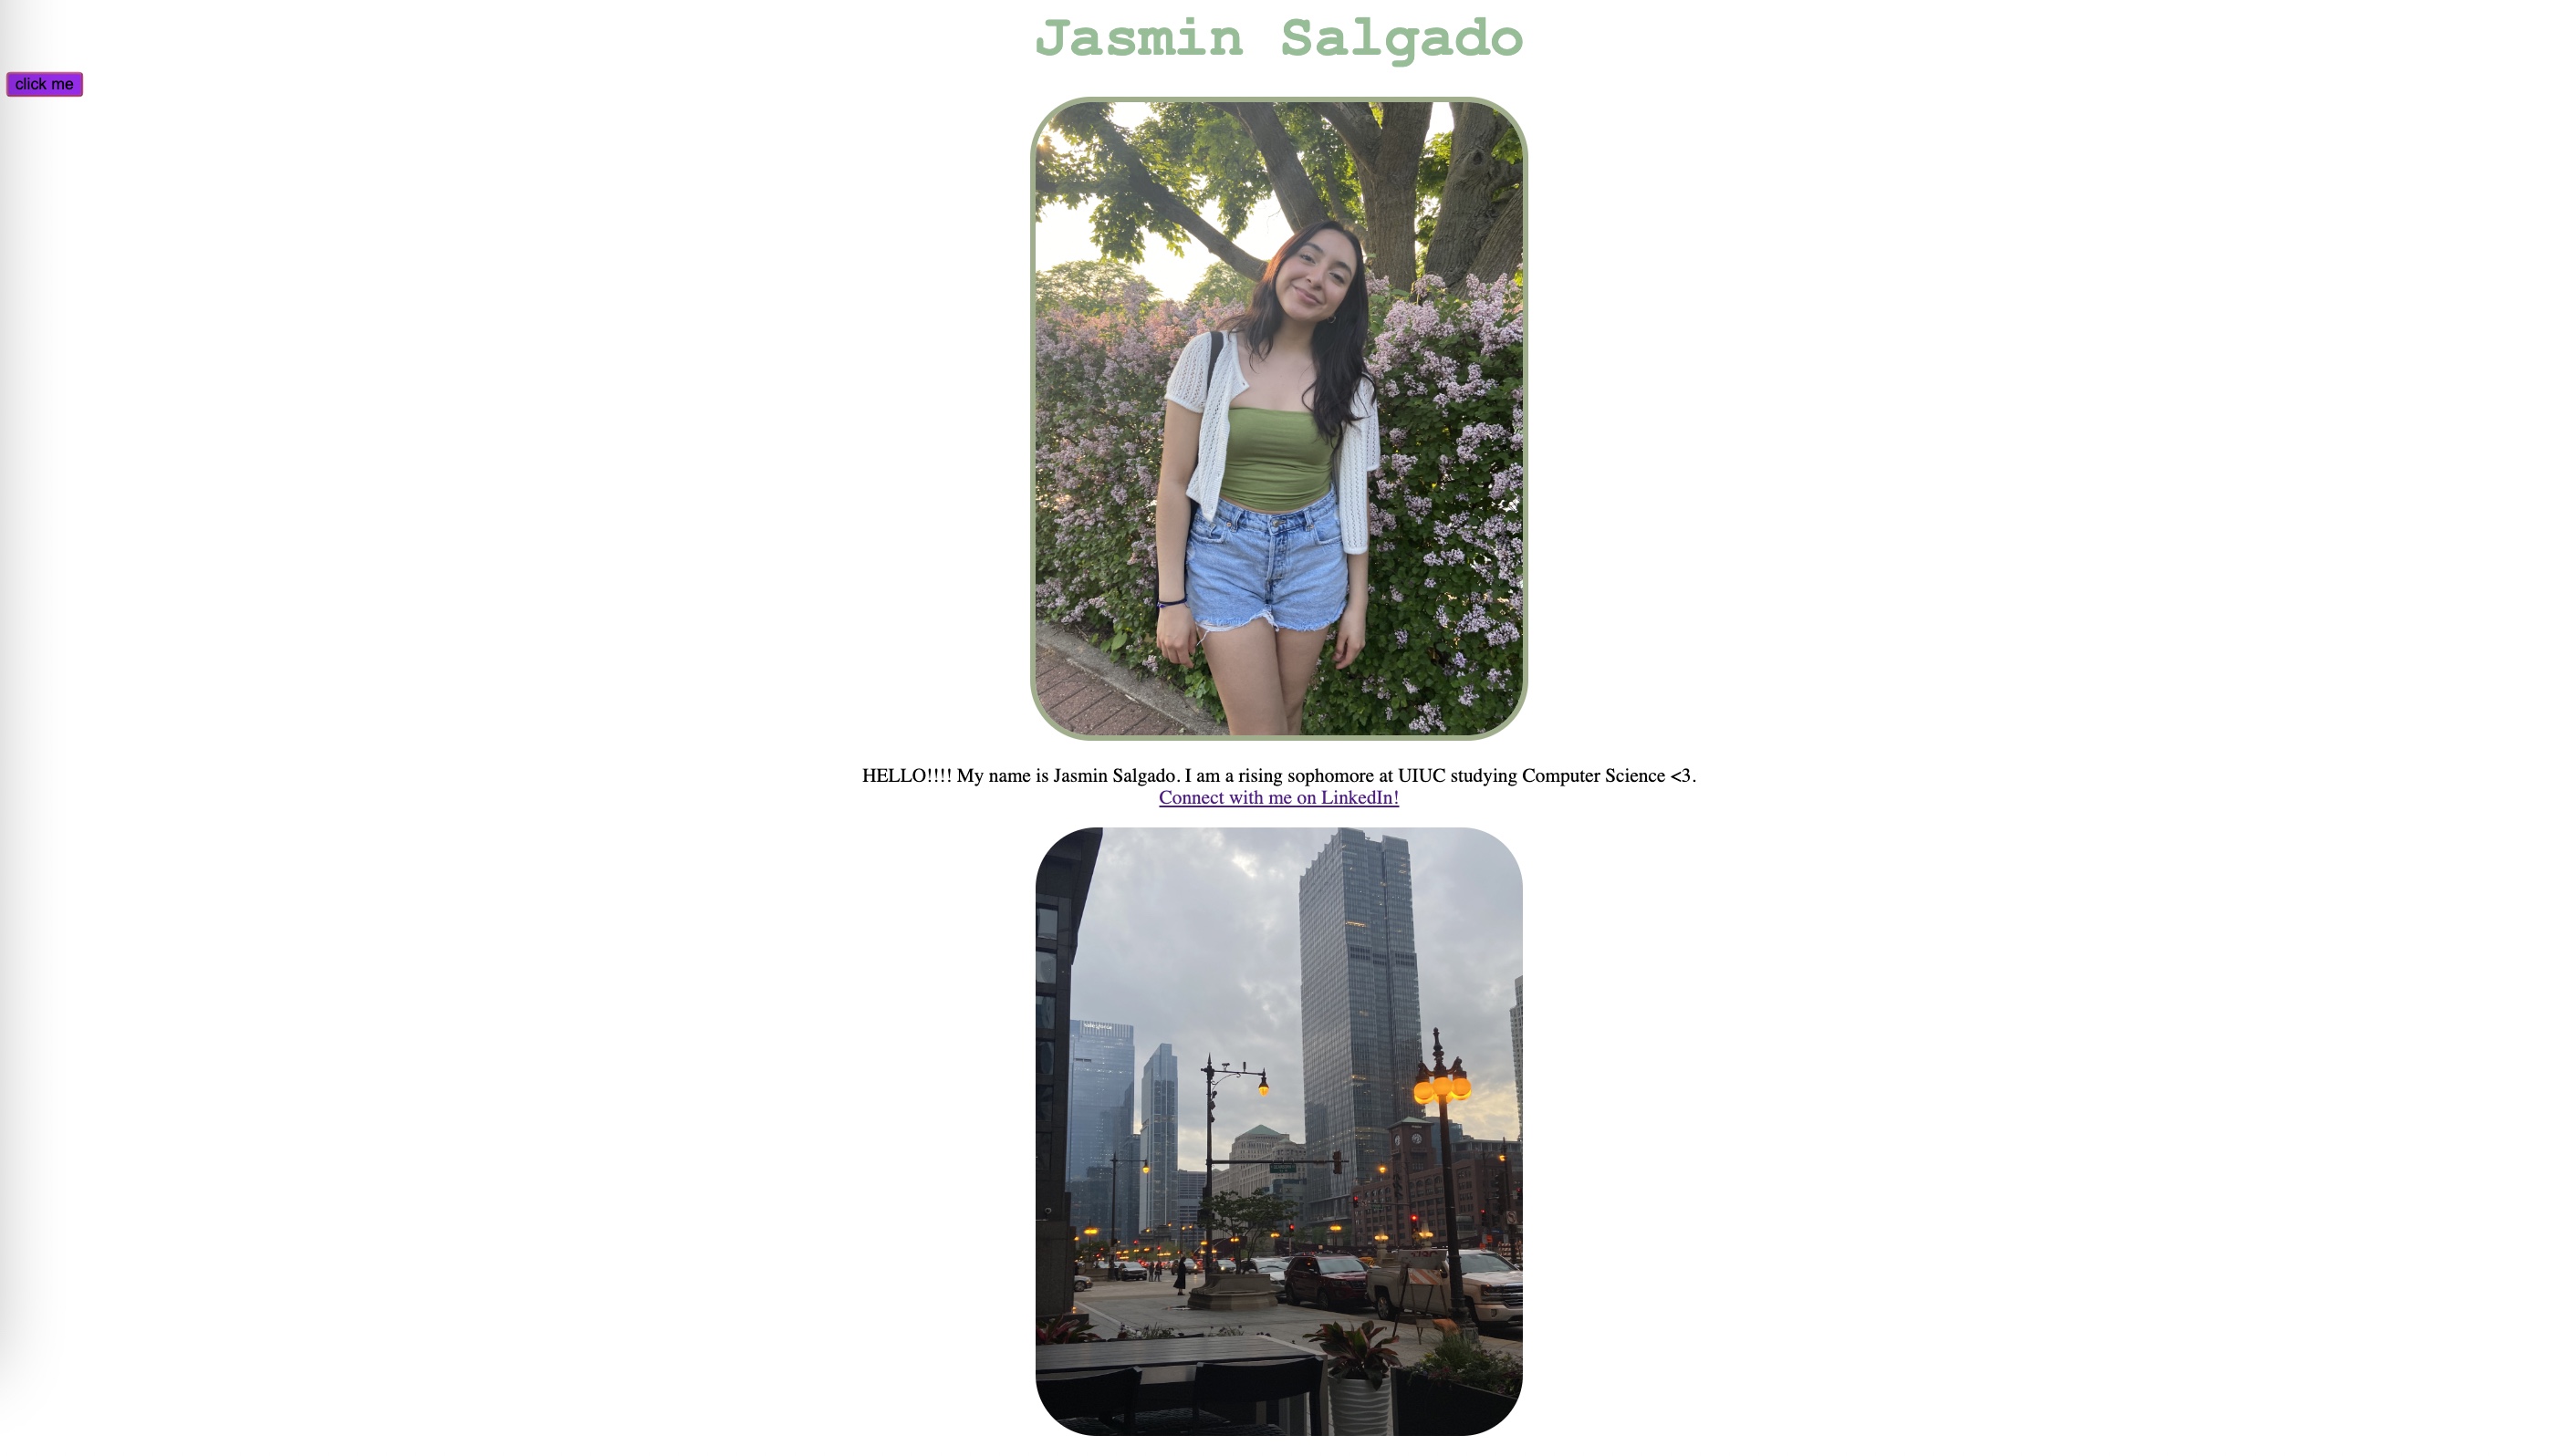 Jasmin Salgado
click me
HELLO!!!! My name is Jasmin Salgado. I am a rising sophomore at UIUC studying Computer Science <3.
Connect with me on LinkedIn!